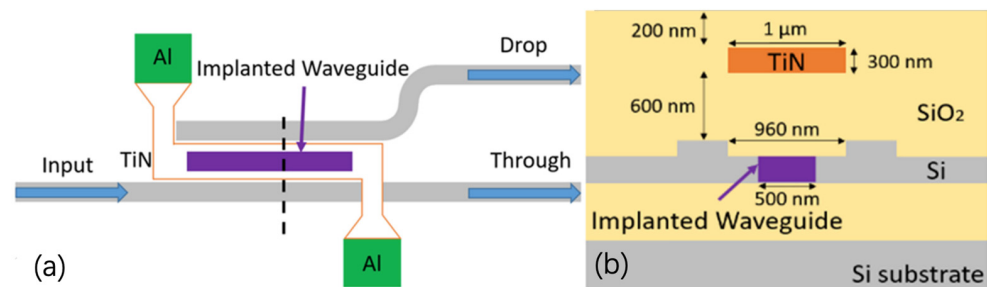 Al
Implanted Waveguide
Drop
Input
TiN
Through
Al
(a)
200 nm
1 μm
TiN
300 nm
600 nm
SiO₂
960 nm
Si
500 nm
Implanted Waveguide
(b)
Si substrate